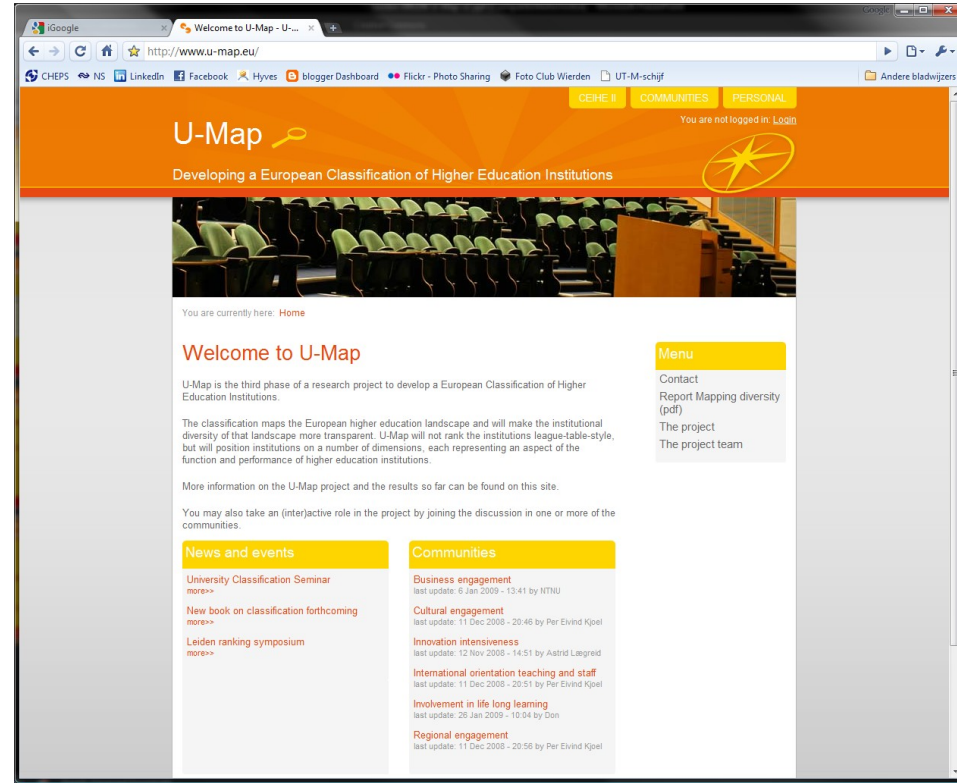 Google
iGoogle
Welcome to U-Map - U-...
http://www.u-map.eu/
CHEPS
NS
LinkedIn
Facebook
Hyves
blogger Dashboard
Flickr - Photo Sharing
Foto Club Wierden
UT-M-schijf
Andere bladwijzers
CEIHE II
COMMUNITIES
PERSONAL
You are not logged in: Login
U-Map
Developing a European Classification of Higher Education Institutions
You are currently here: Home
Welcome to U-Map
U-Map is the third phase of a research project to develop a European Classification of Higher
Education Institutions.
The classification maps the European higher education landscape and will make the institutional
diversity of that landscape more transparent. U-Map will not rank the institutions league-table-style,
but will position institutions on a number of dimensions, each representing an aspect of the
function and performance of higher education institutions.
More information on the U-Map project and the results so far can be found on this site.
You may also take an (inter)active role in the project by joining the discussion in one or more of the
communities.
Menu
Contact
Report Mapping diversity
(pdf)
The project
The project team
News and events
University Classification Seminar
more>>
New book on classification forthcoming
more>>
Leiden ranking symposium
more>>
Communities
Business engagement
last update: 6 Jan 2009 - 13:41 by NTNU
Cultural engagement
last update: 11 Dec 2008 - 20:46 by Per Eivind Kjoel
Innovation intensiveness
last update: 12 Nov 2008 - 14:51 by Aatrid Lægreid
International orientation teaching and staff
last update: 11 Dec 2008 - 20:51 by Per Eivind Kjoel
Involvement in life long learning
last update: 26 Jan 2009 - 10:04 by Don
Regional engagement
last update: 11 Dec 2008 - 20:56 by Per Eivind Kjoel